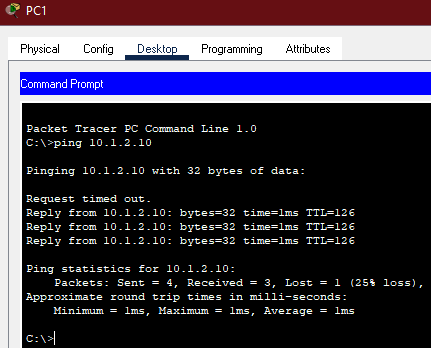 PC1
Physical Config Desktop Programming Attributes
Command Prompt
Packet Tracer PC Command Line 1.0
C:\>ping 10.1.2.10
Pinging 10.1.2.10 with 32 bytes of data:
Request timed out.
Reply from 10.1.2.10: bytes=32 time=1ms TTL=126
Reply from 10.1.2.10: bytes=32 time=1ms TTL=126
Reply from 10.1.2.10: bytes=32 time=1ms TTL=126
Ping statistics for 10.1.2.10:
Packets: Sent = 4, Received = 3, Lost = 1 (25% loss),
Approximate round trip times in milli-seconds:
Minimum = 1ms, Maximum = 1ms, Average = 1ms
C:\>